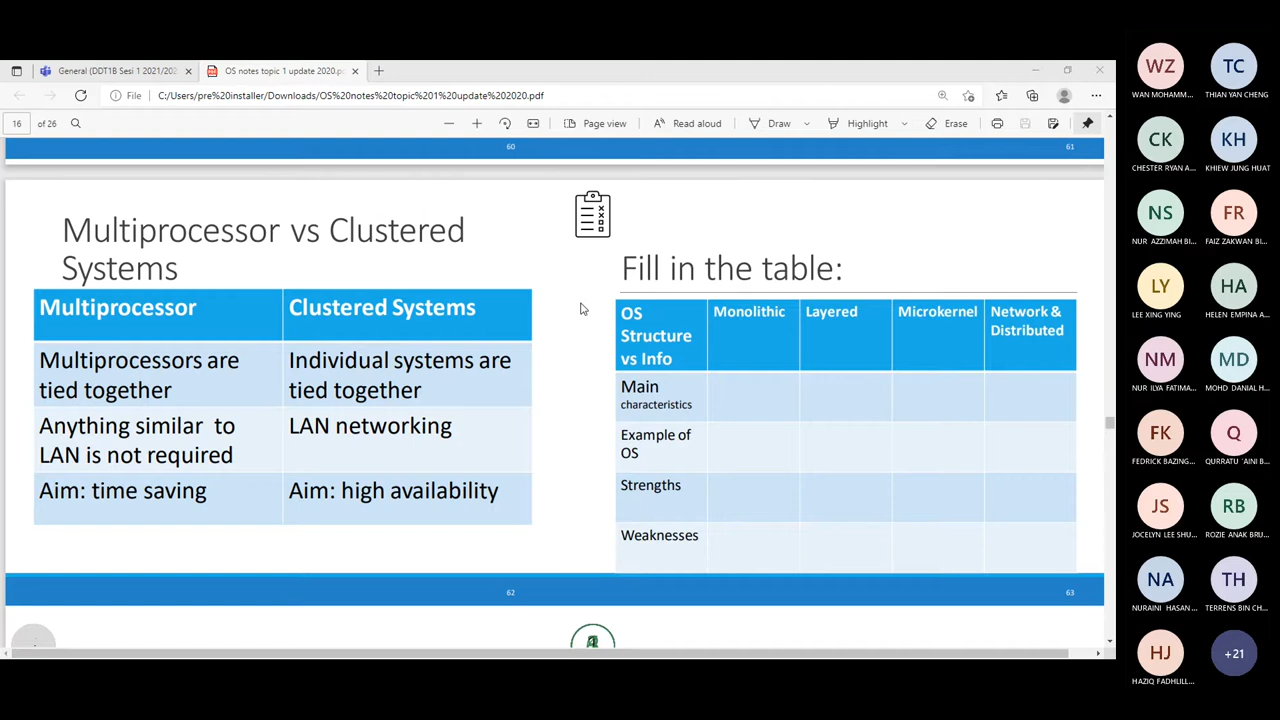 General (DDT1B Sesi 1 2021/202
OS notes topic 1 update 2020.pd
File
C:/Users/pre%20installer/Downloads/OS%20notes%20topic%201%20update%202020.pdf
16 of 26
Page view
Read aloud
Draw
Highlight
Erase
60
61
Multiprocessor vs Clustered
Systems
Multiprocessor Clustered Systems
Multiprocessors are
tied together
Individual systems are
tied together
Anything similar to
LAN is not required
LAN networking
Aim: time saving Aim: high availability
62
Fill in the table:
OS
Structure
vs Info
Monolithic
Layered
Microkernel
Network &
Distributed
Main
characteristics
Example of
OS
Strengths
Weaknesses
63
WZ
WAN MOHAMM...
TC
THIAN YAN CHENG
CK
CHESTER RYAN A...
KH
KHIEW JUNG HUAT
NS
NUR AZZIMAH BI...
FR
FAIZ ZAKWAN BI...
LY
LEE XING YING
HA
HELEN EMPINA A...
NM
NUR ILYA FATIMA...
MD
MOHD DANIAL H...
FK
FEDRICK BAZING...
Q
QURRATU 'AINI B...
JS
JOCELYN LEE SHU...
RB
ROZIE ANAK BRU...
NA
NURAINI HASAN...
TH
TERRENS BIN CH...
HJ
HAZIQ FADHLILL...
+21